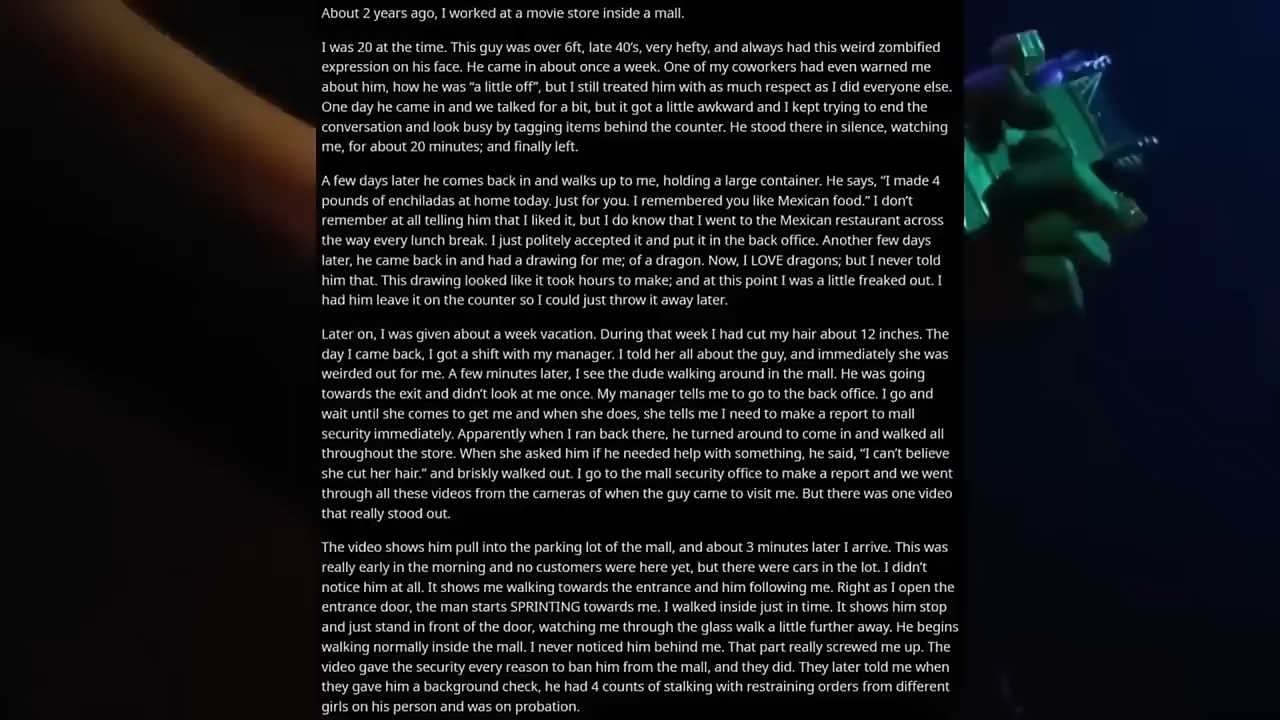 About 2 years ago, I worked at a movie store inside a mall.
I was 20 at the time. This guy was over 6ft, late 40's, very hefty, and always had this weird zombified
expression on his face. He came in about once a week. One of my coworkers had even warned me
about him, how he was “a little off”, but I still treated him with as much respect as I did everyone else.
One day he came in and we talked for a bit, but it got a little awkward and I kept trying to end the
conversation and look busy by tagging items behind the counter. He stood there in silence, watching
me, for about 20 minutes; and finally left.
A few days later he comes back in and walks up to me, holding a large container. He says, “I made 4
pounds of enchiladas at home today. Just for you. I remembered you like Mexican food.” I don’t
remember at all telling him that I liked it, but I do know that I went to the Mexican restaurant across
the way every lunch break. I just politely accepted it and put it in the back office. Another few days
later, he came back in and had a drawing for me; of a dragon. Now, I LOVE dragons; but I never told
him that. This drawing looked like it took hours to make; and at this point I was a little freaked out. I
had him leave it on the counter so I could just throw it away later.
Later on, I was given about a week vacation. During that week I had cut my hair about 12 inches. The
day I came back, I got a shift with my manager. I told her all about the guy, and immediately she was
weirded out for me. A few minutes later, I see the dude walking around in the mall. He was going
towards the exit and didn’t look at me once. My manager tells me to go to the back office. I go and
wait until she comes to get me and when she does, she tells me I need to make a report to mall
security immediately. Apparently when I ran back there, he turned around to come in and walked all
throughout the store. When she asked him if he needed help with something, he said, “I can’t believe
she cut her hair.” and briskly walked out. I go to the mall security office to make a report and we went
through all these videos from the cameras of when the guy came to visit me. But there was one video
that really stood out.
The video shows him pull into the parking lot of the mall, and about 3 minutes later I arrive. This was
really early in the morning and no customers were here yet, but there were cars in the lot. I didn’t
notice him at all. It shows me walking towards the entrance and him following me. Right as I open the
entrance door, the man starts SPRINTING towards me. I walked inside just in time. It shows him stop
and just stand in front of the door, watching me through the glass walk a little further away. He begins
walking normally inside the mall. I never noticed him behind me. That part really screwed me up. The
video gave the security every reason to ban him from the mall, and they did. They later told me when
they gave him a background check, he had 4 counts of stalking with restraining orders from different
girls on his person and was on probation.